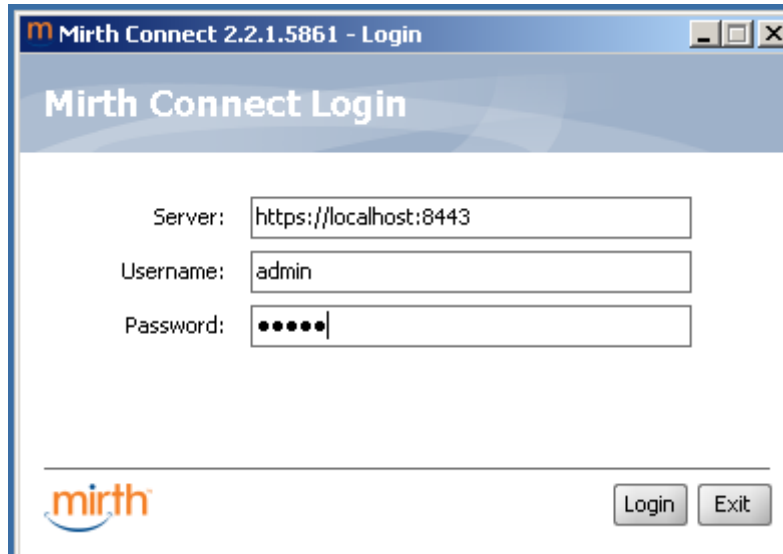 m Mirth Connect 2.2.1.5861 - Login
Mirth Connect Login
Server: https://localhost:8443
Username: admin
Password: •••••
mirth™
Login Exit